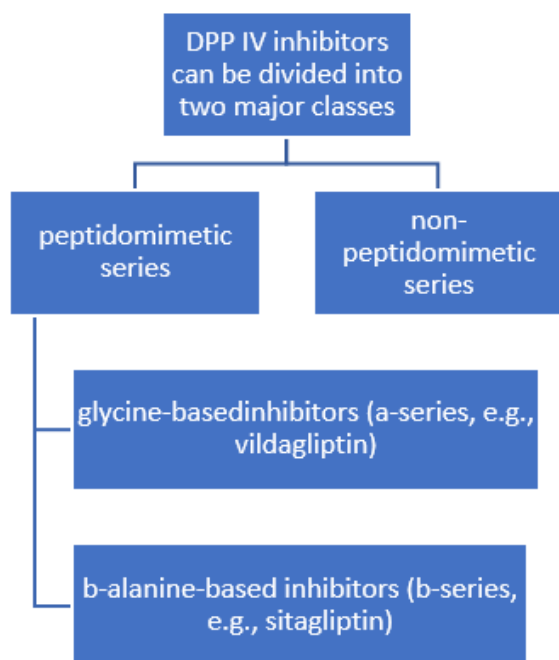 DPP IV inhibitors
can be divided into
two major classes
peptidomimetic
series
non-
peptidomimetic
series
glycine-basedinhibitors (a-series, e.g.,
vildagliptin)
b-alanine-based inhibitors (b-series,
e.g., sitagliptin)